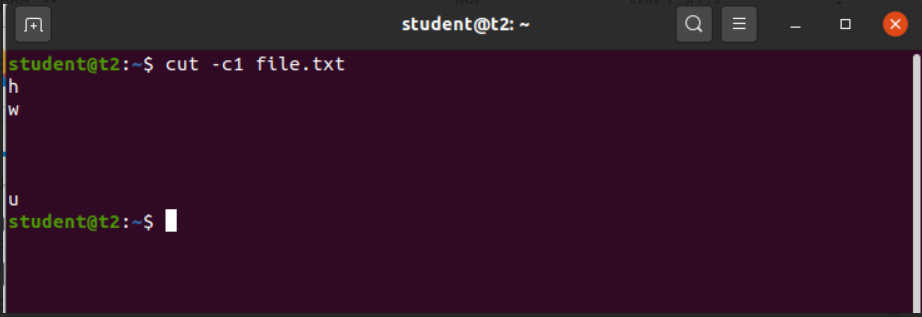 student@t2: ~
student@t2:~$ cut -c1 file.txt
h
w
u
student@t2:~$